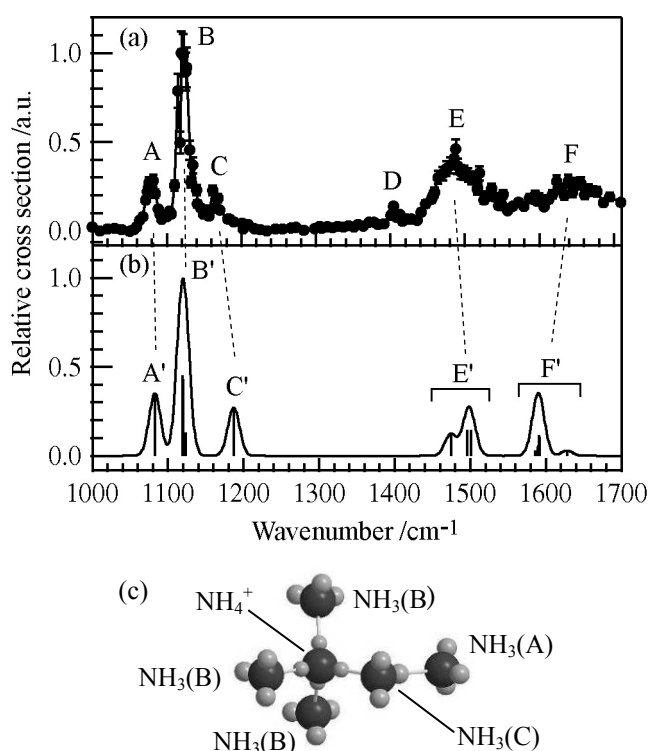 (a)
A
B
C
D
E
F
1.0
0.5
0.0
Relative cross section /a.u.
(b)
A'
B'
C'
E'
F'
1.0
0.5
0.0
1000 1100 1200 1300 1400 1500 1600 1700
Wavenumber /cm-1
(c)
NH4+
NH3(B)
NH3(A)
NH3(B)
NH3(B)
NH3(C)